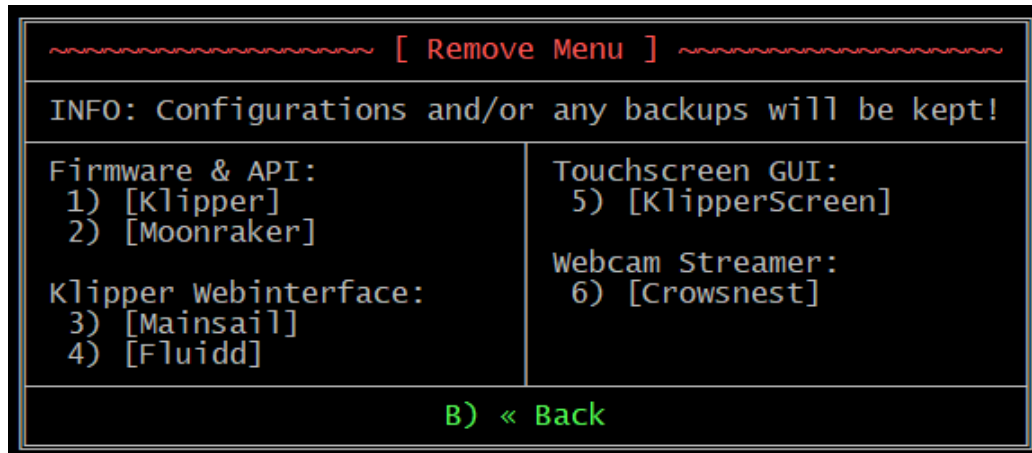 ~~~~~~~~~~~~~~~~~ [ Remove Menu ] ~~~~~~~~~~~~~~~~~
INFO: Configurations and/or any backups will be kept!
Firmware & API:
1) [Klipper]
2) [Moonraker]
Klipper Webinterface:
3) [Mainsail]
4) [Fluidd]
Touchscreen GUI:
5) [KlipperScreen]
Webcam Streamer:
6) [Crowsnest]
B) « Back